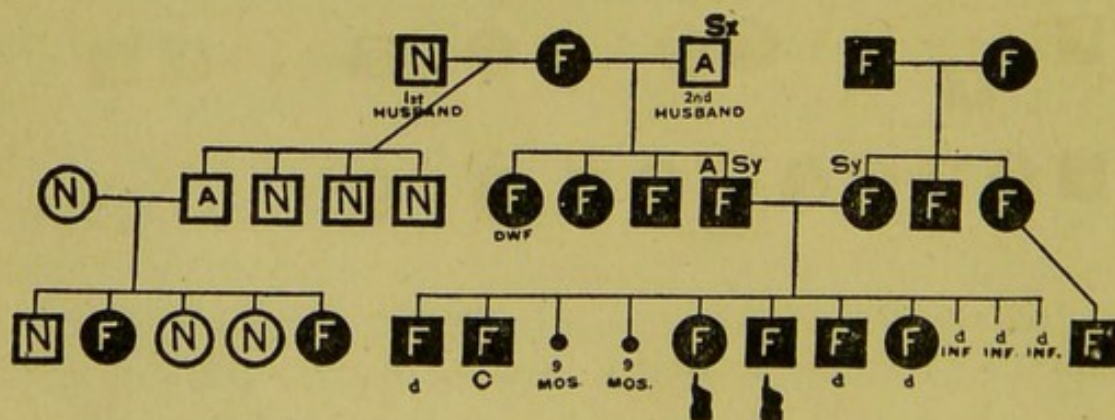 Sx
N F A F F
1st 2nd
HUSBAND HUSBAND
A Sy Sy
N A N N N F F F F F F F
DWF
N F N N F F F F F F F F
d C 9 9 d d d d d
MOS. MOS. INF INF. INF.